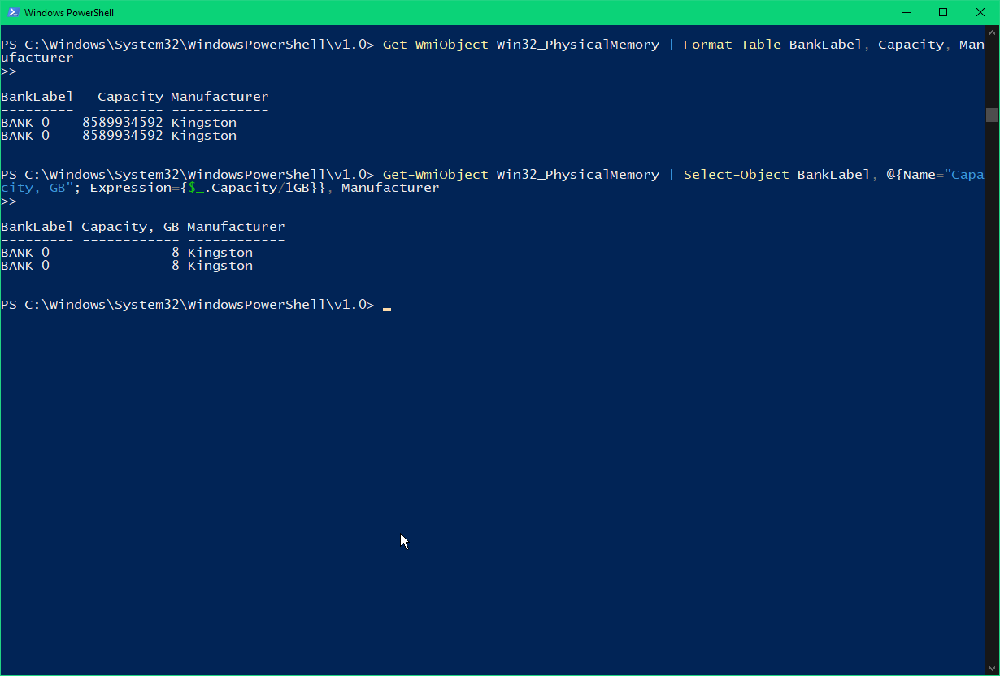 Windows PowerShell
PS C:\Windows\System32\WindowsPowerShell\v1.0> Get-WmiObject Win32_PhysicalMemory | Format-Table BankLabel, Capacity, Man
ufacturer
>>
BankLabel   Capacity Manufacturer
---------   -------- ------------
BANK 0    8589934592 Kingston
BANK 0    8589934592 Kingston
PS C:\Windows\System32\WindowsPowerShell\v1.0> Get-WmiObject Win32_PhysicalMemory | Select-Object BankLabel, @{Name="Capa
city, GB"; Expression={$_.Capacity/1GB}}, Manufacturer
>>
BankLabel Capacity, GB Manufacturer
--------- ------------ ------------
BANK 0               8 Kingston
BANK 0               8 Kingston
PS C:\Windows\System32\WindowsPowerShell\v1.0>